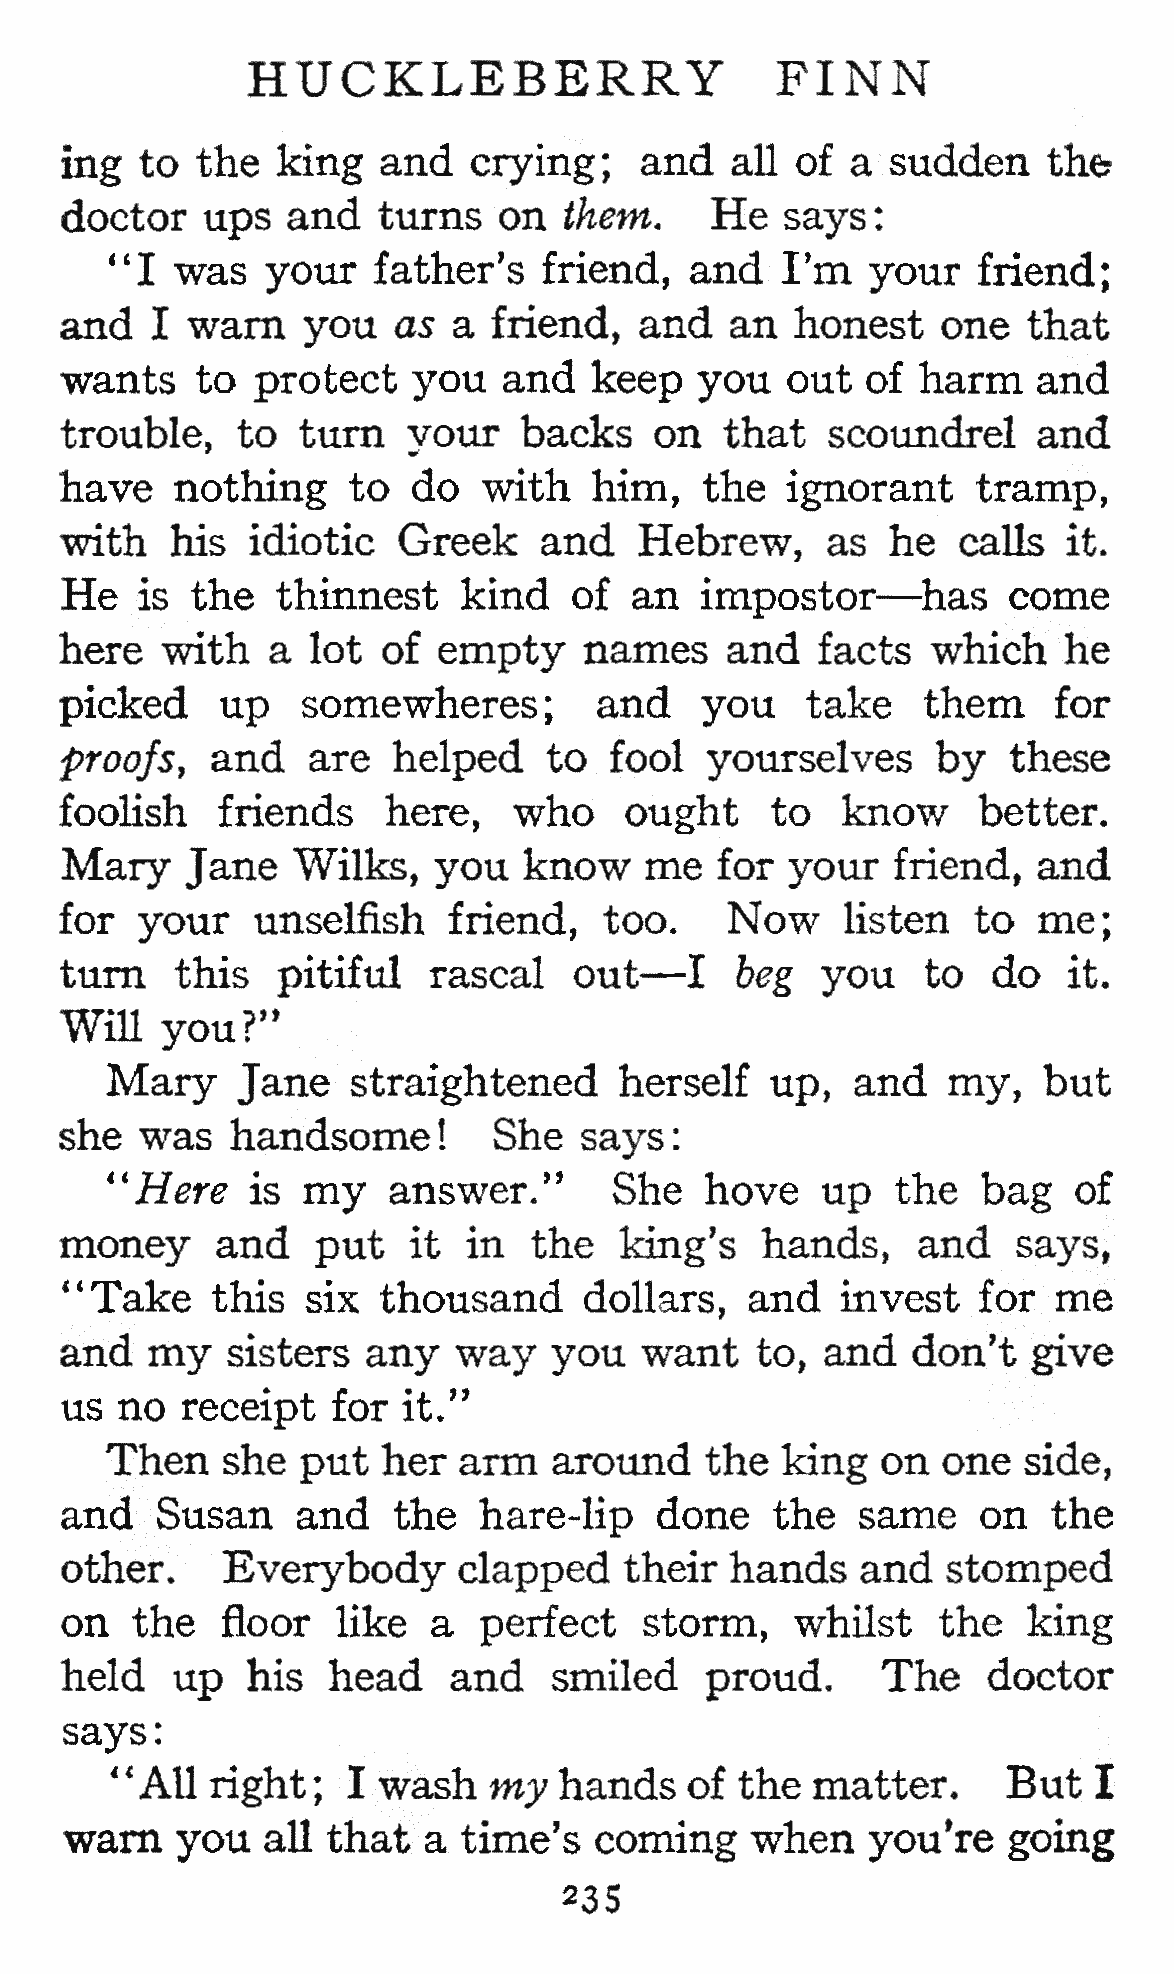 HUCKLEBERRY FINN
ing to the king and crying; and all of a sudden the
doctor ups and turns on them. He says:
“I was your father’s friend, and I’m your friend;
and I warn you as a friend, and an honest one that
wants to protect you and keep you out of harm and
trouble, to turn your backs on that scoundrel and
have nothing to do with him, the ignorant tramp,
with his idiotic Greek and Hebrew, as he calls it.
He is the thinnest kind of an impostor—has come
here with a lot of empty names and facts which he
picked up somewheres; and you take them for
proofs, and are helped to fool yourselves by these
foolish friends here, who ought to know better.
Mary Jane Wilks, you know me for your friend, and
for your unselfish friend, too. Now listen to me;
turn this pitiful rascal out—I beg you to do it.
Will you?”
Mary Jane straightened herself up, and my, but
she was handsome! She says:
“Here is my answer.” She hove up the bag of
money and put it in the king’s hands, and says,
“Take this six thousand dollars, and invest for me
and my sisters any way you want to, and don’t give
us no receipt for it.”
Then she put her arm around the king on one side,
and Susan and the hare-lip done the same on the
other. Everybody clapped their hands and stomped
on the floor like a perfect storm, whilst the king
held up his head and smiled proud. The doctor
says:
“All right; I wash my hands of the matter. But I
warn you all that a time’s coming when you’re going
235